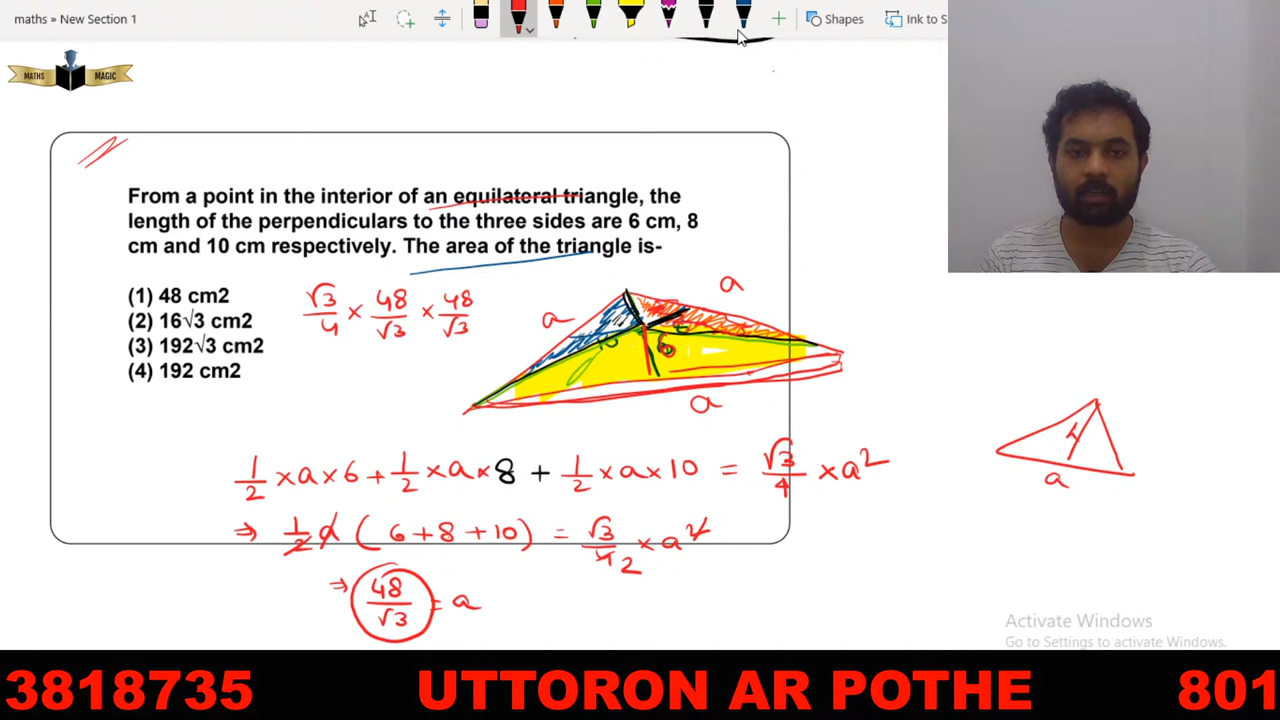 maths » New Section 1
Shapes
Ink to S
MATHS MAGIC
From a point in the interior of an equilateral triangle, the
length of the perpendiculars to the three sides are 6 cm, 8
cm and 10 cm respectively. The area of the triangle is-
(1) 48 cm2
(2) 16√3 cm2
(3) 192√3 cm2
(4) 192 cm2
√3/4 × 48/√3 × 48/√3
a
a
6
10
a
1/2 × a × 6 + 1/2 × a × 8 + 1/2 × a × 10 = √3/4 × a²
⇒ 1/2 a (6+8+10) = √3/4 2 × a²
⇒ 48/√3 = a
a
Activate Windows
Go to Settings to activate Windows.
3818735 UTTORON AR POTHE 801